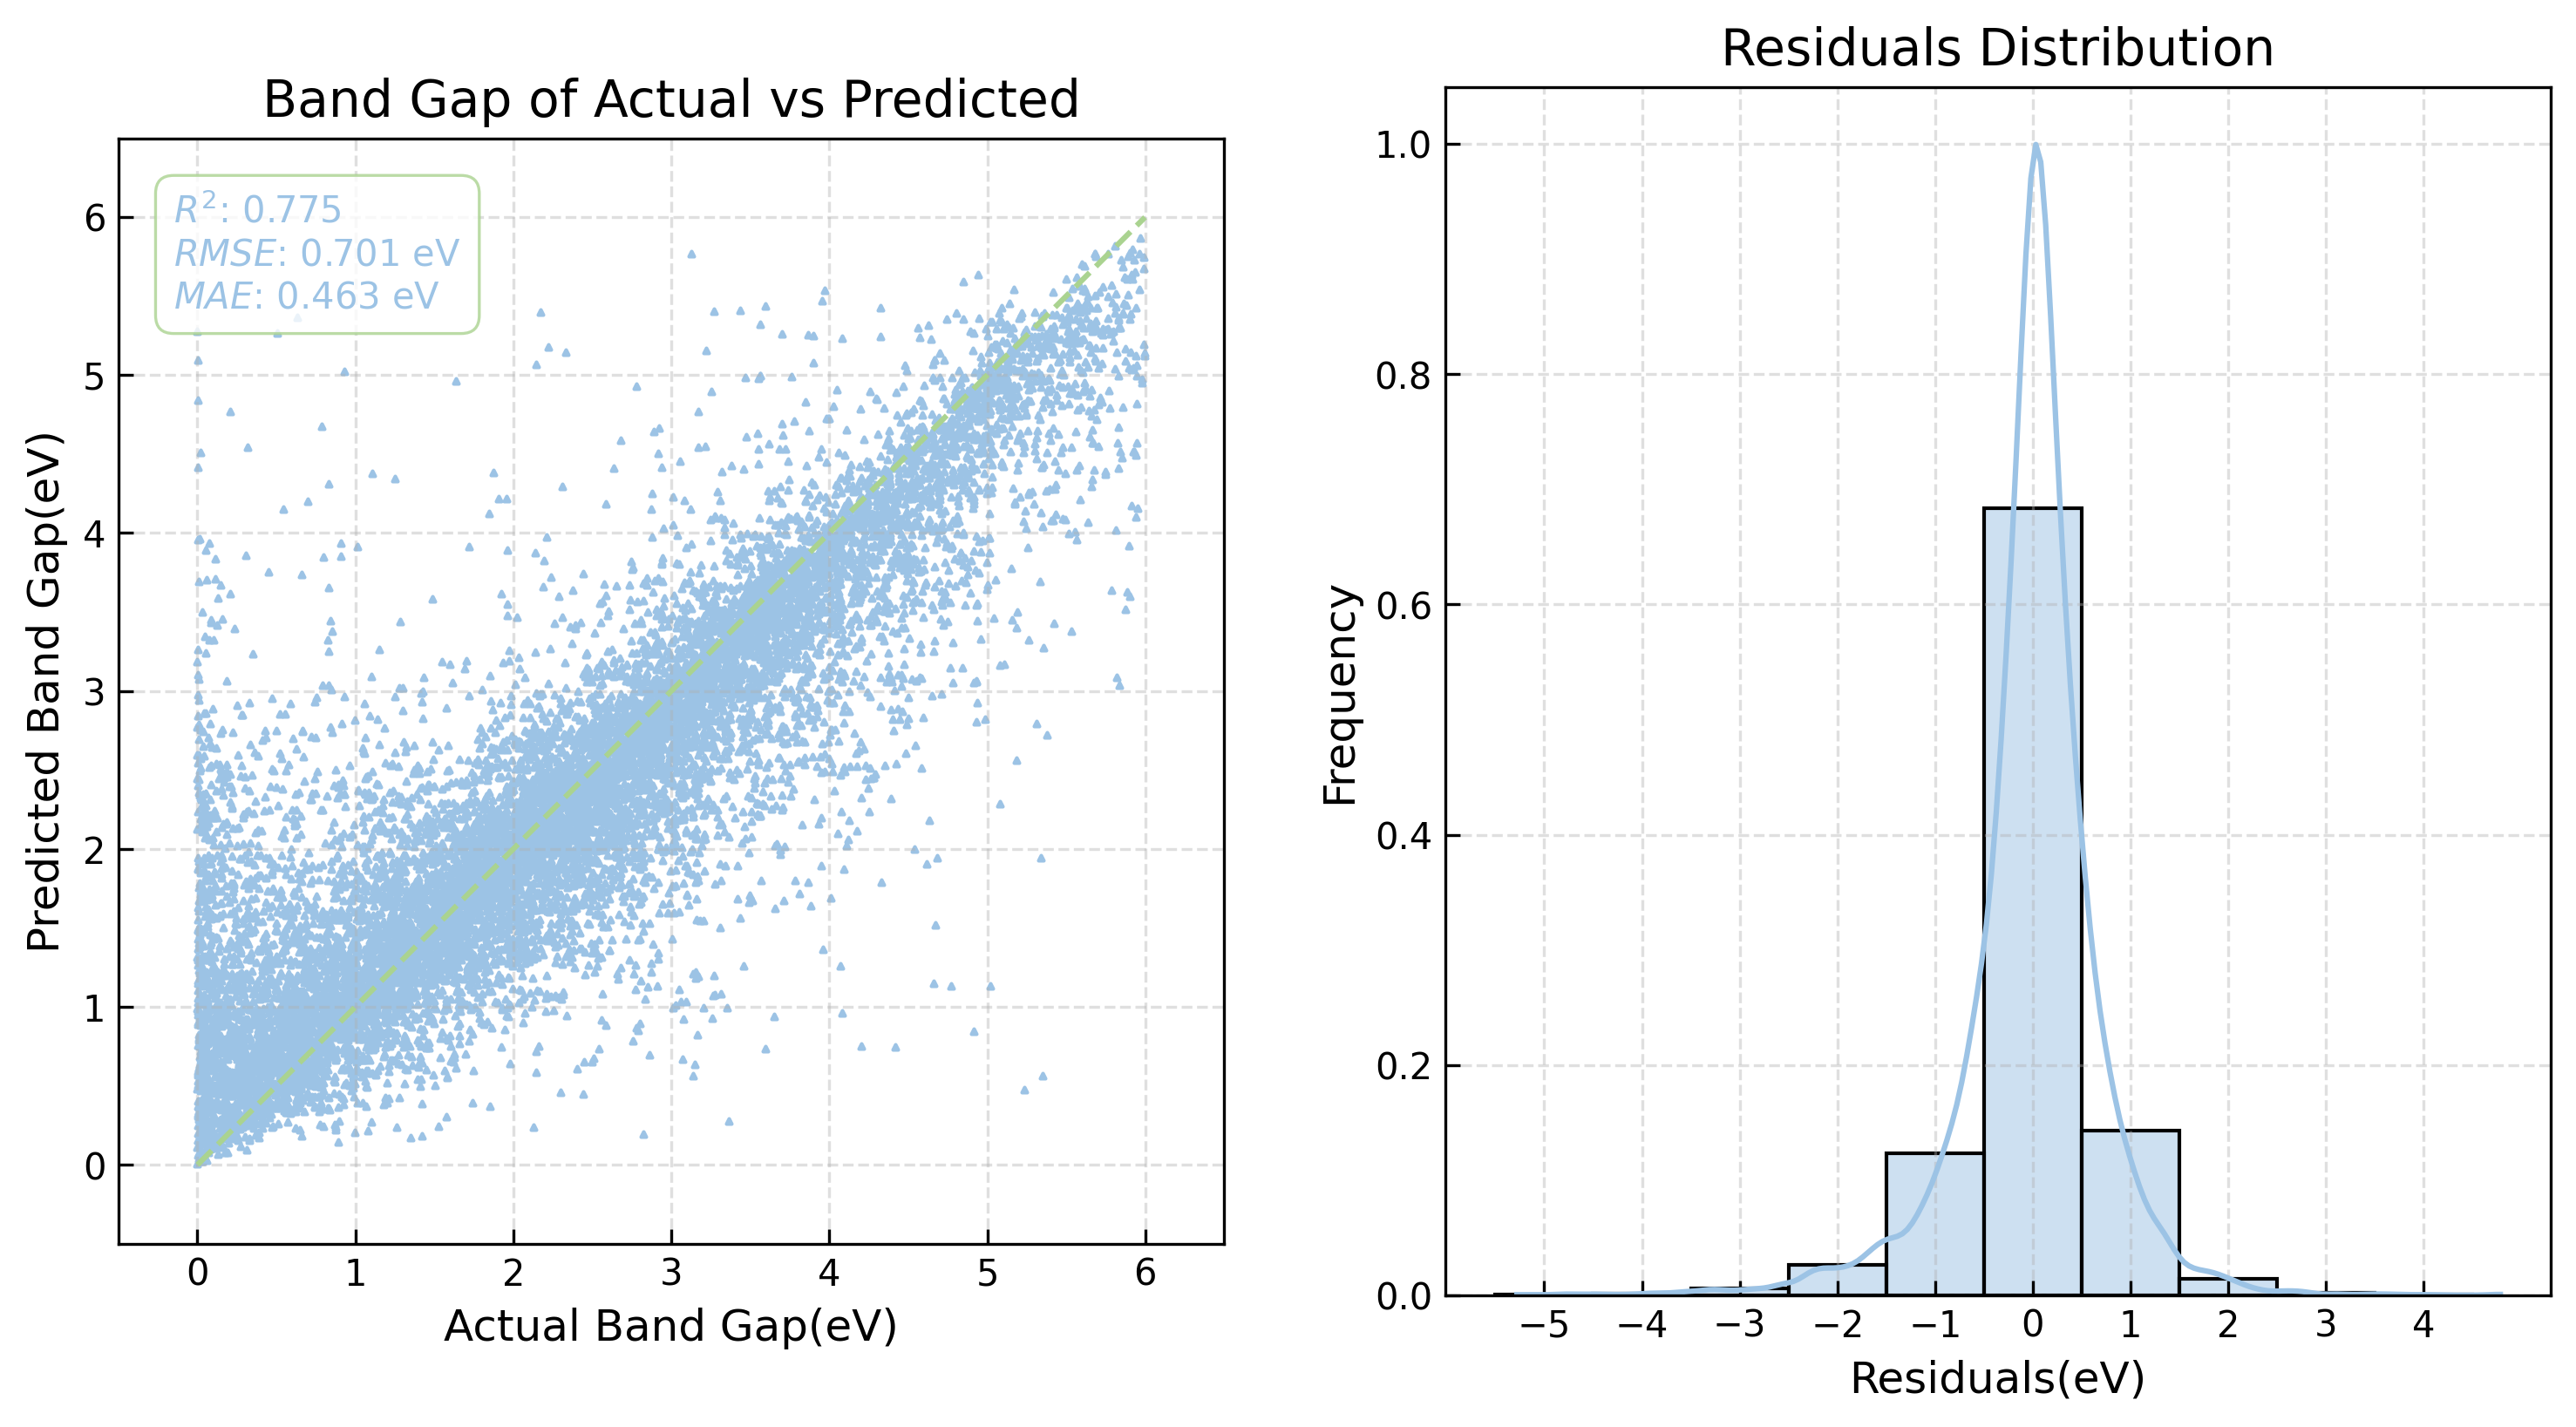 Band Gap of Actual vs Predicted
R²: 0.775
RMSE: 0.701 eV
MAE: 0.463 eV
Predicted Band Gap(eV)
6
5
4
3
2
1
0
0 1 2 3 4 5 6
Actual Band Gap(eV)
Residuals Distribution
Frequency
1.0
0.8
0.6
0.4
0.2
0.0
−5 −4 −3 −2 −1 0 1 2 3 4
Residuals(eV)